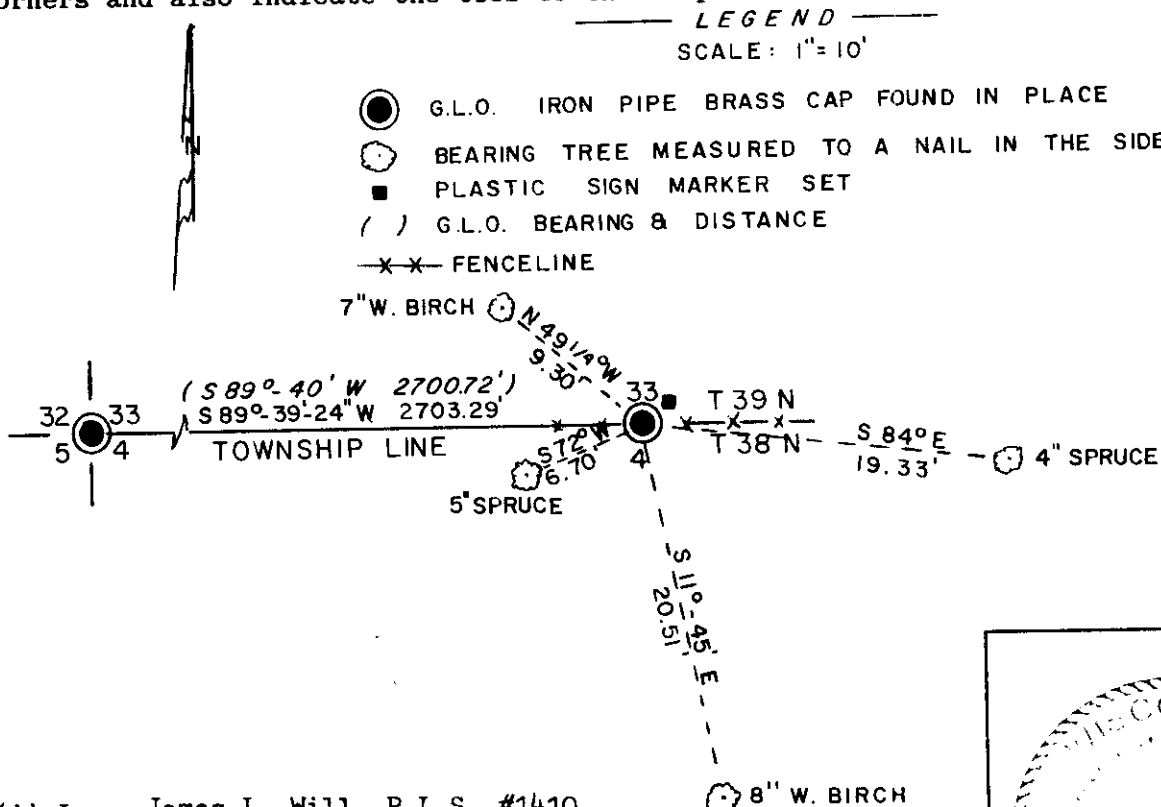 orners and also indicate the
LEGEND
SCALE: 1"=10'
G.L.O. IRON PIPE BRASS CAP FOUND IN PLACE
N
BEARING TREE MEASURED TO A NAIL IN THE SIDE
PLASTIC SIGN MARKER SET
( ) G.L.O. BEARING & DISTANCE
-x-x- FENCELINE
7" W. BIRCH
N 49 1/4° W
9.30'
(S 89°-40' W 2700.72')
32 33
S 89°-39'-24" W 2703.29'
5 4
TOWNSHIP LINE
33
T 39 N
4
T 38 N
S 72° W
6.70'
5" SPRUCE
S 84° E
19.33'
4" SPRUCE
S 11°-45' E
20.51'
8" W. BIRCH
James L. Will R.L.S. #1410